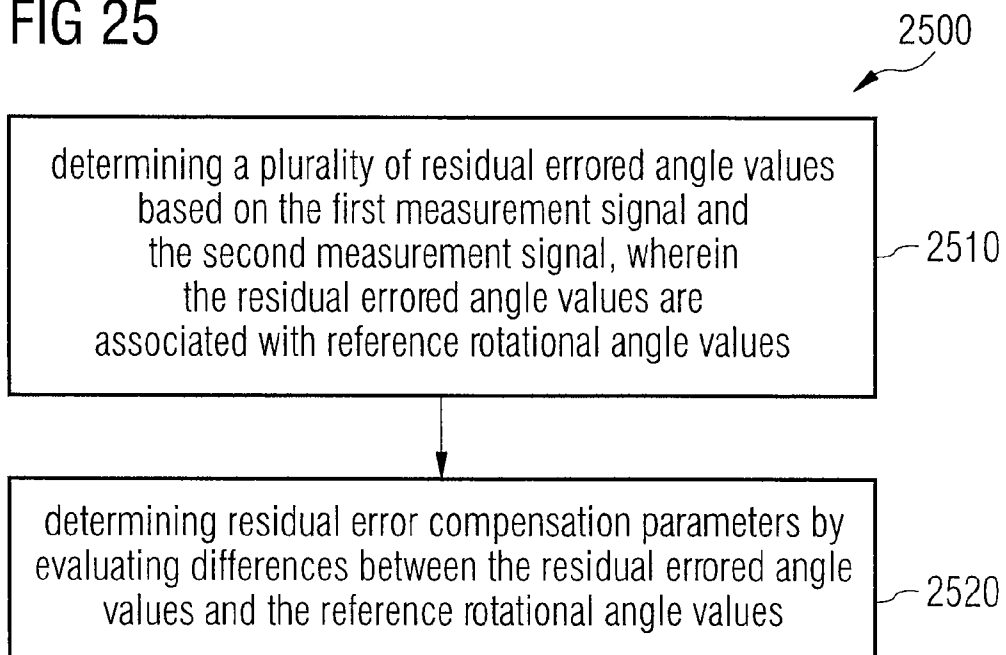 FIG 25
2500
determining a plurality of residual errored angle values
based on the first measurement signal and
the second measurement signal, wherein
the residual errored angle values are
associated with reference rotational angle values
2510
determining residual error compensation parameters by
evaluating differences between the residual errored angle
values and the reference rotational angle values
2520